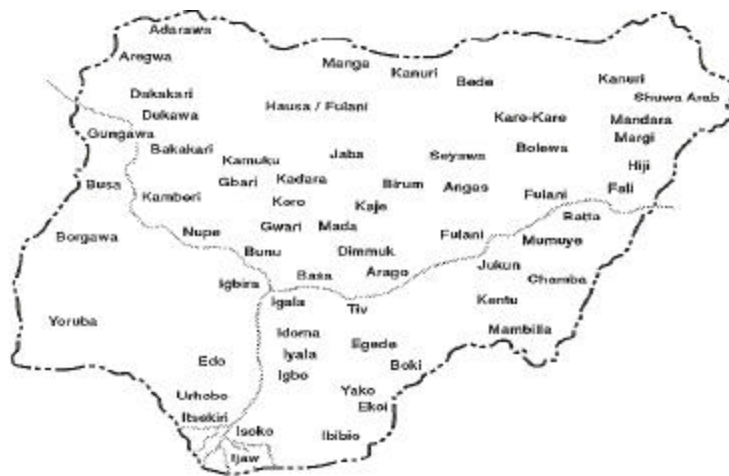 Adarawa
Aregwa
Manga
Kanuri
Bede
Kanuri
Shuwa Arab
Dakakari
Dukawa
Hausa / Fulani
Kare-Kare
Mandara
Margi
Gungawa
Bakakari
Kamuku
Jaba
Seyawa
Bolewa
Hiji
Busa
Kamberi
Gbari
Kadara
Birum
Angas
Fulani
Fali
Koro
Kaje
Batta
Borgawa
Nupe
Gwari
Mada
Fulani
Mumuye
Bunu
Dimmuk
Igbira
Basa
Arago
Jukun
Chamba
Igala
Tiv
Kentu
Yoruba
Idoma
Mambilla
Iyala
Egede
Edo
Igbo
Boki
Urhobo
Yako
Itsekiri
Ekoi
Isoko
Ibibio
Ijaw